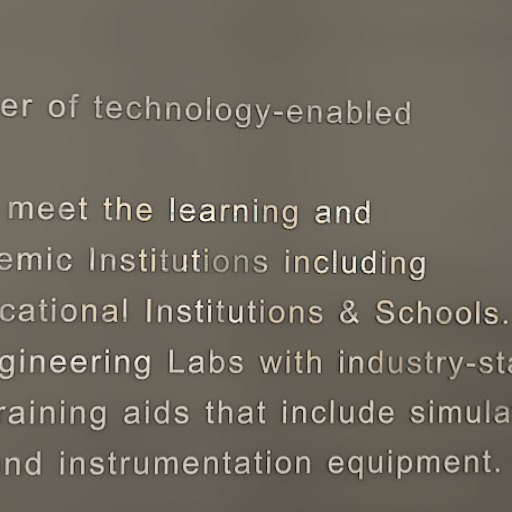 er of technology-enabled
meet the learning and
emic Institutions including
cational Institutions & Schools.
gineering Labs with industry-sta
raining aids that include simula
nd instrumentation equipment.